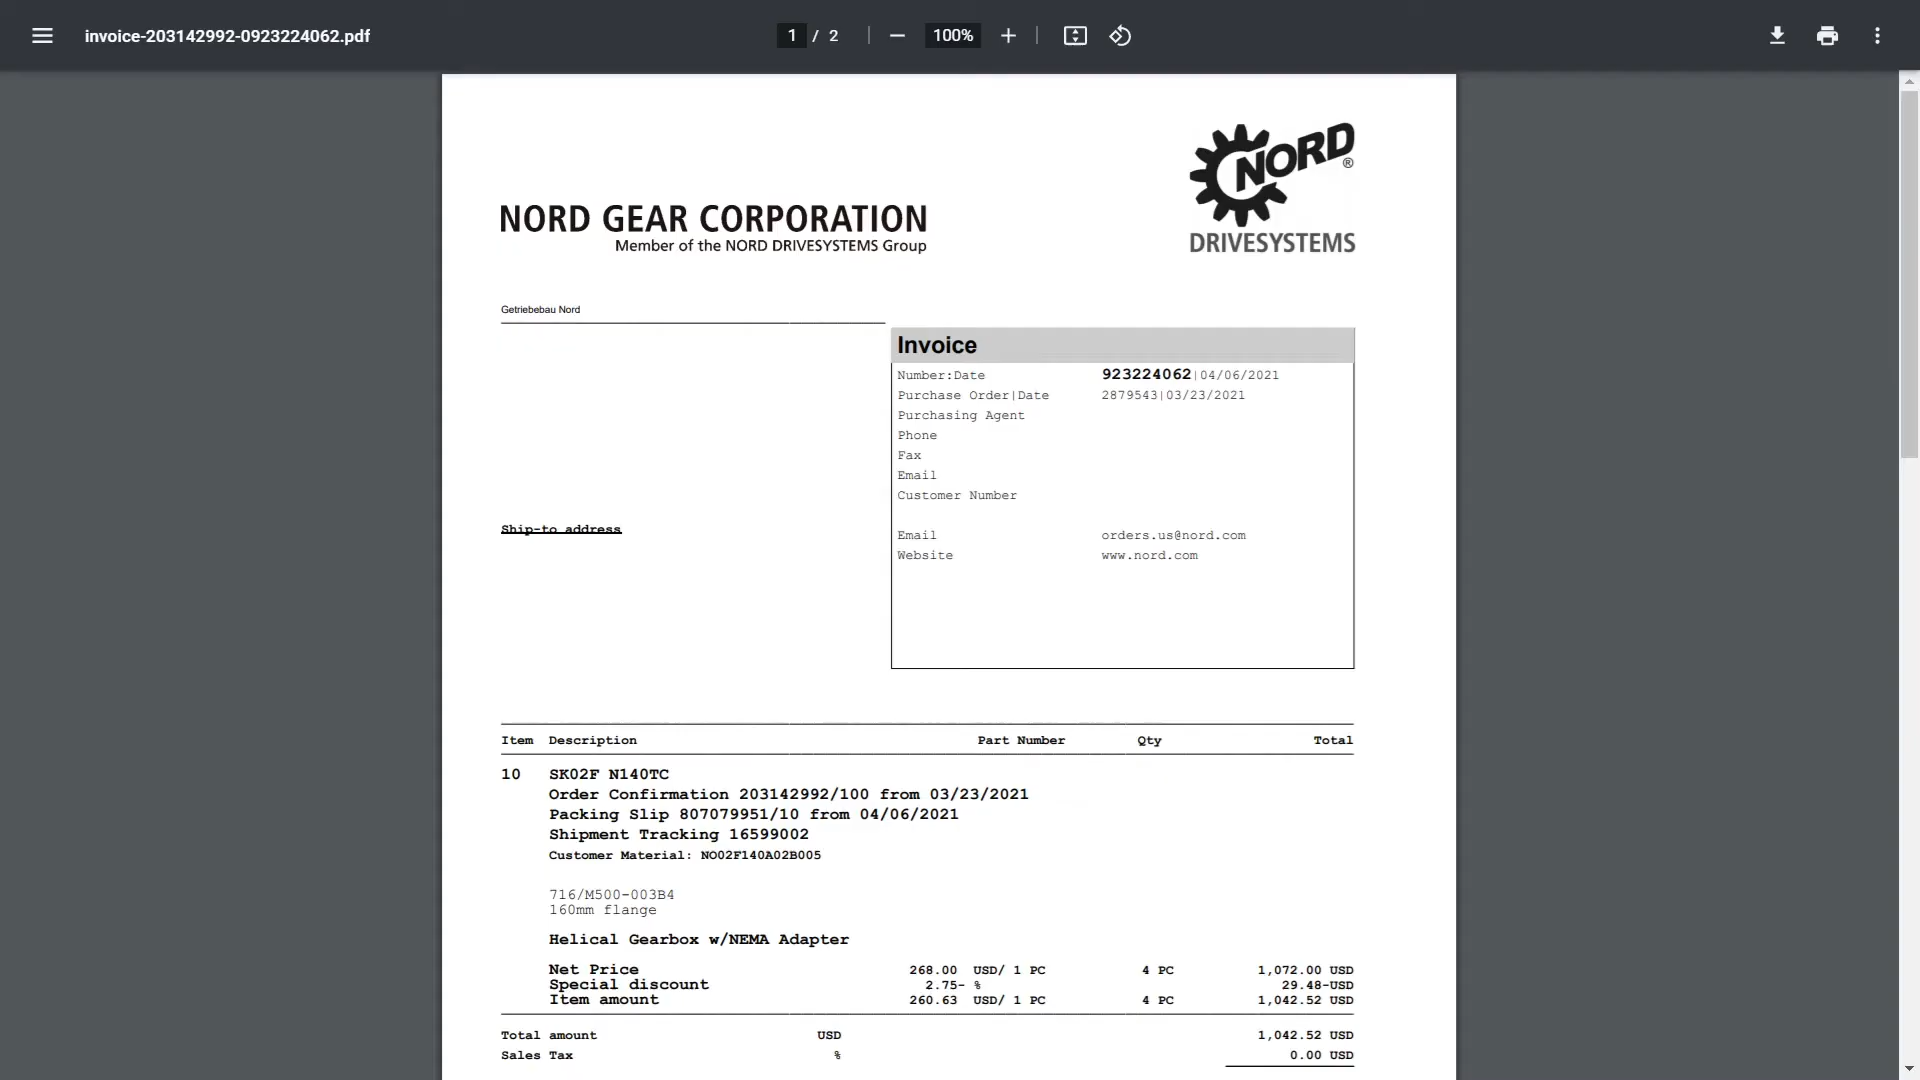 invoice-203142992-0923224062.pdf
1 / 2
100%
NORD®
DRIVESYSTEMS
NORD GEAR CORPORATION
Member of the NORD DRIVESYSTEMS Group
Getriebebau Nord
Invoice
Number:Date 923224062|04/06/2021
Purchase Order|Date 2879543|03/23/2021
Purchasing Agent
Phone
Fax
Email
Customer Number
Email orders.us@nord.com
Website www.nord.com
Ship-to address
Item Description Part Number Qty Total
10 SK02F N140TC
Order Confirmation 203142992/100 from 03/23/2021
Packing Slip 807079951/10 from 04/06/2021
Shipment Tracking 16599002
Customer Material: NO02F140A02B005
716/M500-003B4
160mm flange
Helical Gearbox w/NEMA Adapter
Net Price 268.00 USD/ 1 PC 4 PC 1,072.00 USD
Special discount 2.75- % 29.48-USD
Item amount 260.63 USD/ 1 PC 4 PC 1,042.52 USD
Total amount USD 1,042.52 USD
Sales Tax % 0.00 USD